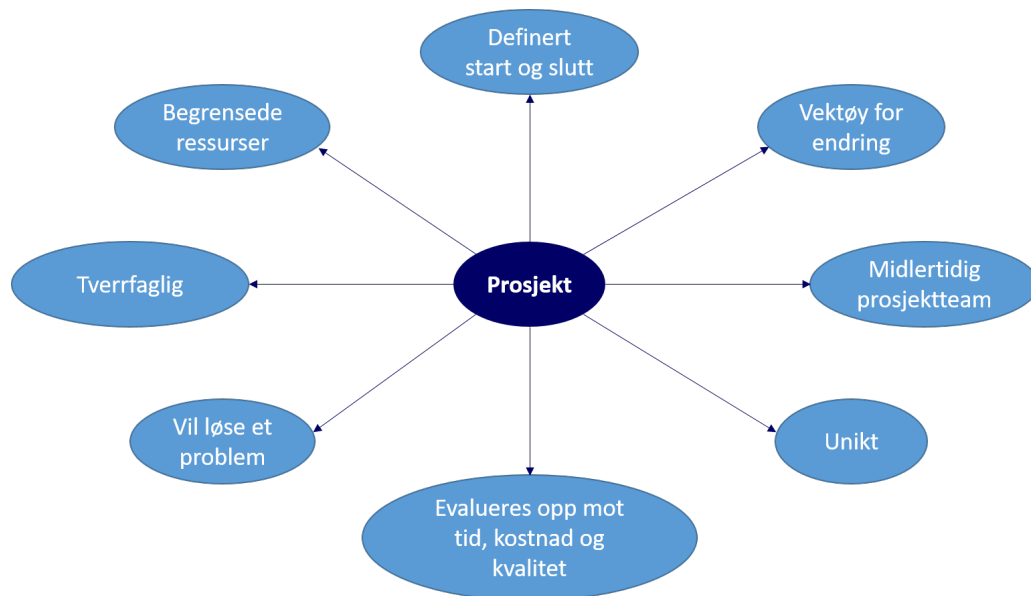 Definert
start og slutt
Begrensede
ressurser
Vektøy for
endring
Tverrfaglig
Prosjekt
Midlertidig
prosjektteam
Vil løse et
problem
Unikt
Evalueres opp mot
tid, kostnad og
kvalitet